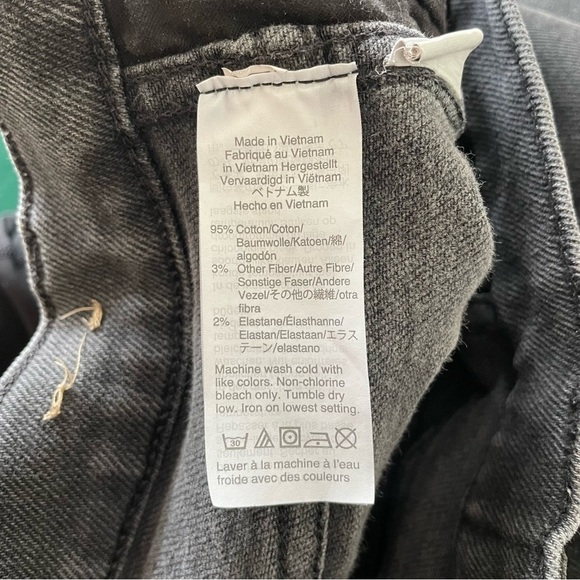 Made in Vietnam
Fabriqué au Vietnam
in Vietnam Hergestellt
Vervaardigd in Vietnam
ベトナム製
Hecho en Vietnam
95% Cotton/Coton/
Baumwolle/Katoen/綿/
algodón
3% Other Fiber/Autre Fibre/
Sonstige Faser/Andere
Vezel/その他の繊維/otra
fibra
2% Elastane/Élasthanne/
Elastan/Elastaan/エラス
テーン/elastano
Machine wash cold with
like colors. Non-chlorine
bleach only. Tumble dry
low. Iron on lowest setting.
30
Laver à la machine à l'eau
froide avec des couleurs